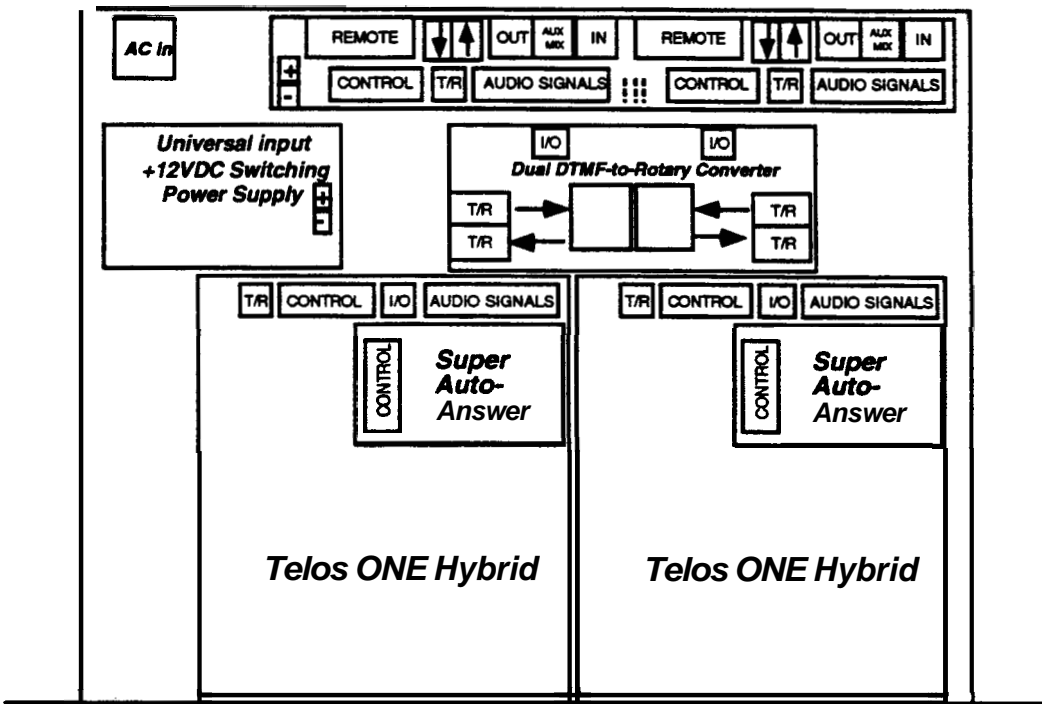 AC In
REMOTE OUT AUX MIX IN REMOTE OUT AUX MIX IN
+
-
CONTROL T/R AUDIO SIGNALS CONTROL T/R AUDIO SIGNALS
Universal input
+12VDC Switching
Power Supply
+
-
I/O I/O
Dual DTMF-to-Rotary Converter
T/R T/R
T/R T/R
T/R CONTROL I/O AUDIO SIGNALS T/R CONTROL I/O AUDIO SIGNALS
CONTROL
Super
Auto-
Answer
CONTROL
Super
Auto-
Answer
Telos ONE Hybrid
Telos ONE Hybrid